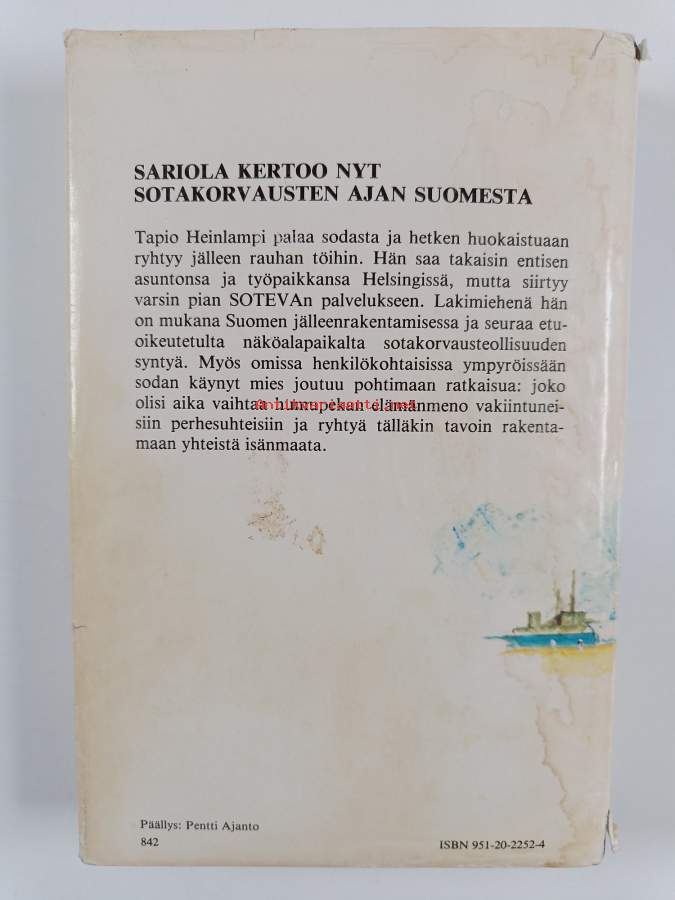 SARIOLA KERTOO NYT
SOTAKORVAUSTEN AJAN SUOMESTA
Tapio Heinlampi palaa sodasta ja hetken huokaistuaan
ryhtyy jälleen rauhan töihin. Hän saa takaisin entisen
asuntonsa ja työpaikkansa Helsingissä, mutta siirtyy
varsin pian SOTEVAn palvelukseen. Lakimiehenä hän
on mukana Suomen jälleenrakentamisessa ja seuraa etu-
oikeutetulta näköalapaikalta sotakorvausteollisuuden
syntyä. Myös omissa henkilökohtaisissa ympyröissään
sodan käynyt mies joutuu pohtimaan ratkaisua: joko
olisi aika vaihtaa elämänmeno vakiintunei-
siin perhesuhteisiin ja ryhtyä tälläkin tavoin rakenta-
maan yhteistä isänmaata.
Päällys: Pentti Ajanto
842
ISBN 951-20-2252-4